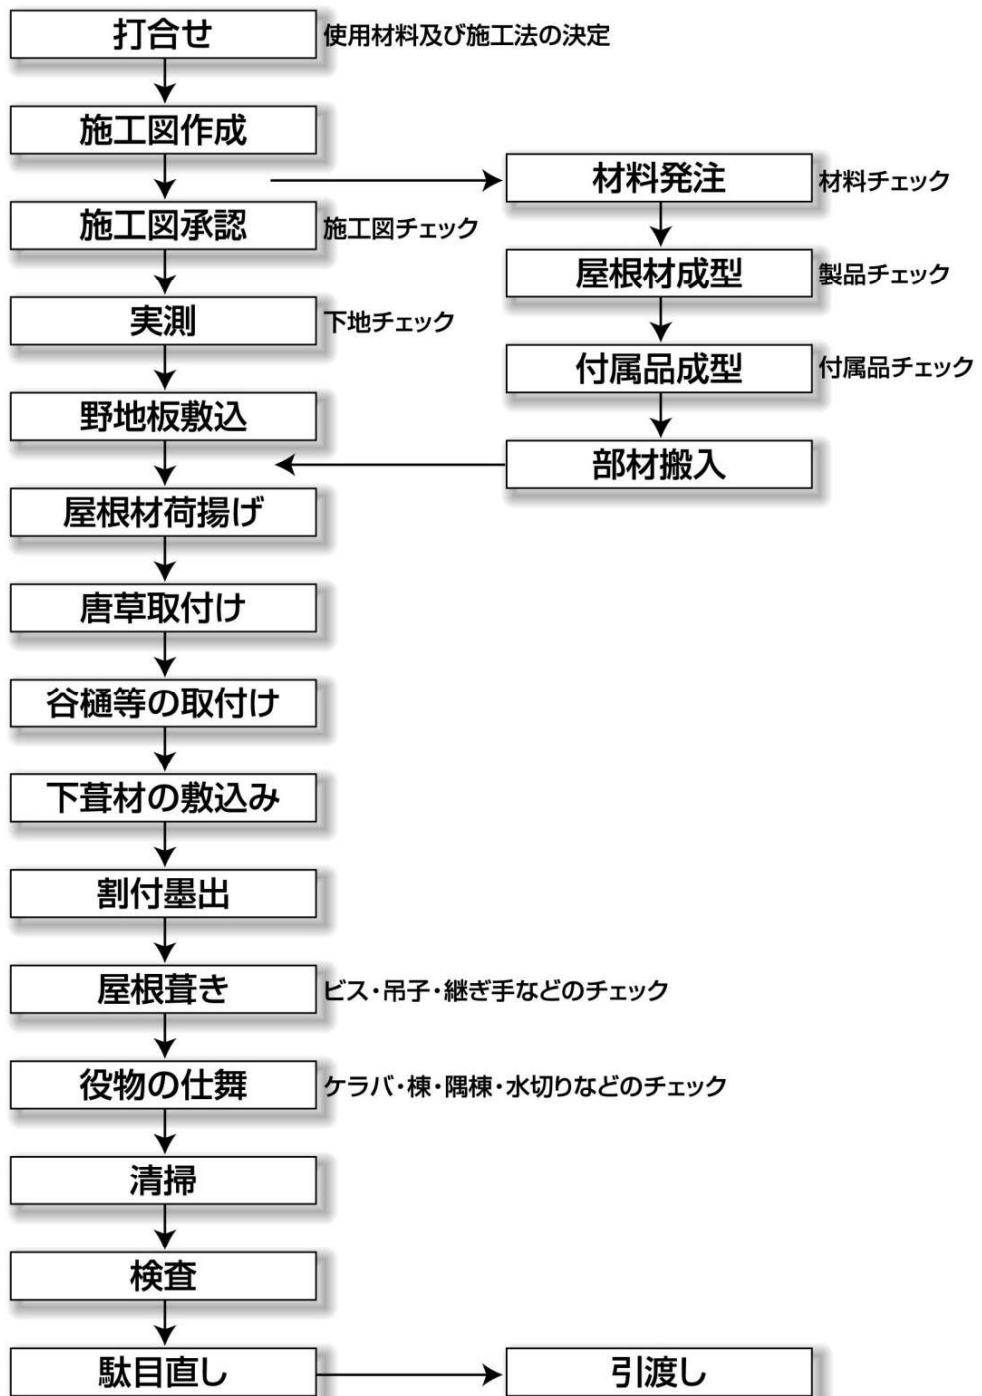 打合せ
使用材料及び施工法の決定
施工図作成
材料発注
材料チェック
施工図承認
施工図チェック
屋根材成型
製品チェック
実測
下地チェック
付属品成型
付属品チェック
野地板敷込
部材搬入
屋根材荷揚げ
唐草取付け
谷樋等の取付け
下葺材の敷込み
割付墨出
屋根葺き
ビス・吊子・継ぎ手などのチェック
役物の仕舞
ケラバ・棟・隅棟・水切りなどのチェック
清掃
検査
駄目直し
引渡し